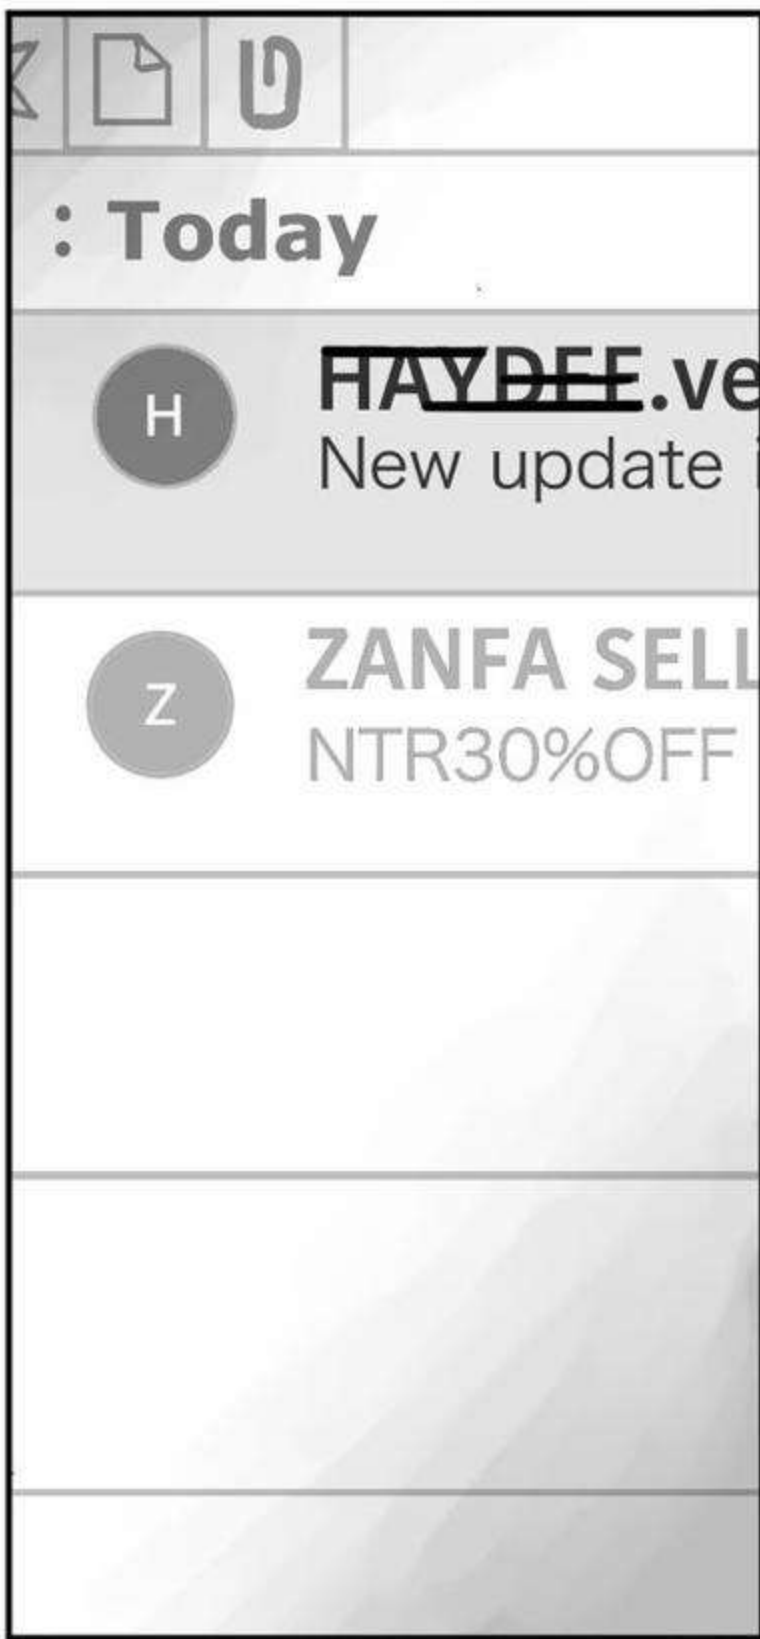 : Today
H
HAYDEE.ve
New update i
Z
ZANFA SELL
NTR30%OFF